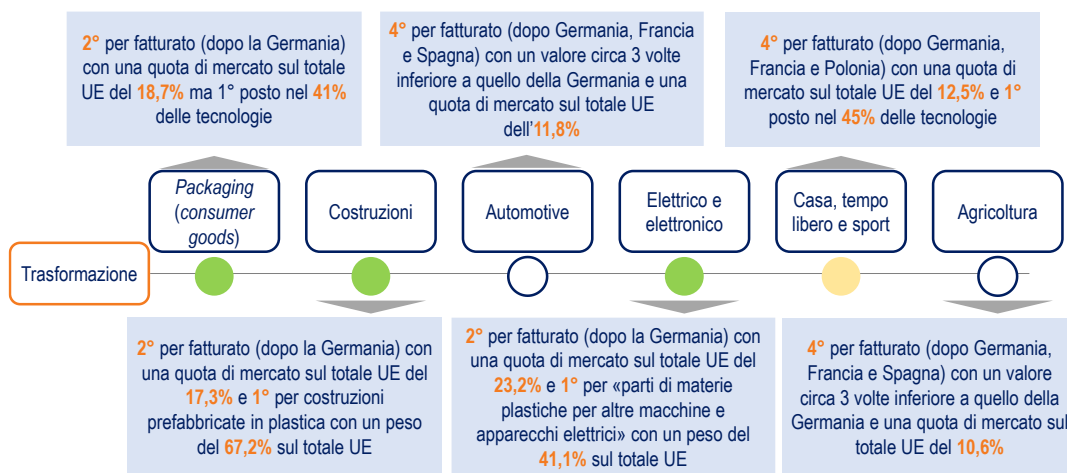 2° per fatturato (dopo la Germania)
con una quota di mercato sul totale
UE del 18,7% ma 1° posto nel 41%
delle tecnologie
4° per fatturato (dopo Germania, Francia
e Spagna) con un valore circa 3 volte
inferiore a quello della Germania e una
quota di mercato sul totale UE
dell'11,8%
4° per fatturato (dopo Germania,
Francia e Polonia) con una quota di
mercato sul totale UE del 12,5% e 1°
posto nel 45% delle tecnologie
Packaging
(consumer
goods)
Costruzioni
Automotive
Elettrico e
elettronico
Casa, tempo
libero e sport
Agricoltura
Trasformazione
2° per fatturato (dopo la Germania) con
una quota di mercato sul totale UE del
17,3% e 1° per costruzioni
prefabbricate in plastica con un peso
del 67,2% sul totale UE
2° per fatturato (dopo la Germania) con
una quota di mercato sul totale UE del
23,2% e 1° per «parti di materie
plastiche per altre macchine e
apparecchi elettrici» con un peso del
41,1% sul totale UE
4° per fatturato (dopo Germania,
Francia e Spagna) con un valore
circa 3 volte inferiore a quello della
Germania e una quota di mercato sul
totale UE del 10,6%